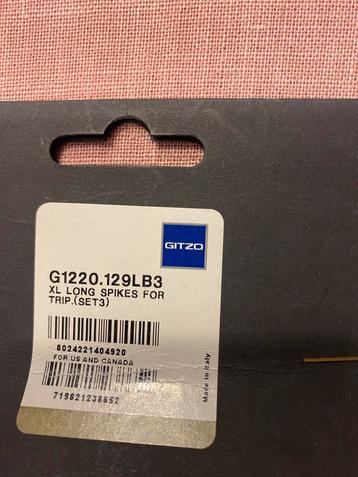 GITZO
G1220.129LB3
XL LONG SPIKES FOR
TRIP.(SET3)
8024221404920
FOR US AND CANADA
719821238652
Made in Italy